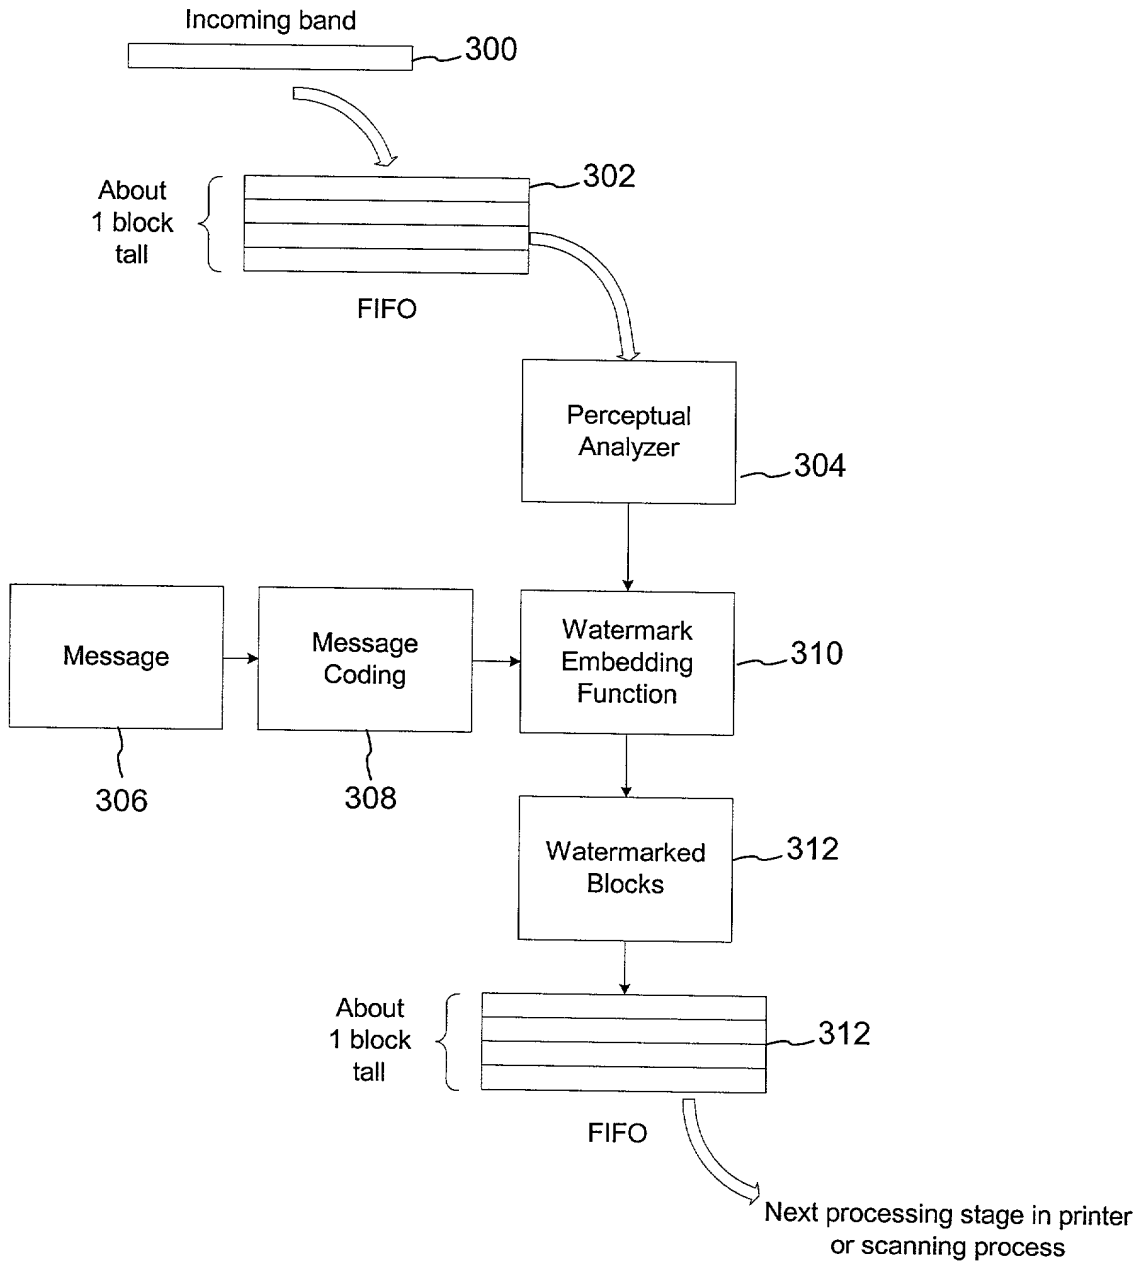 Incoming band
300
About
1 block
tall
302
FIFO
Perceptual
Analyzer
304
Message
306
Message
Coding
308
Watermark
Embedding
Function
310
Watermarked
Blocks
312
About
1 block
tall
312
FIFO
Next processing stage in printer
or scanning process